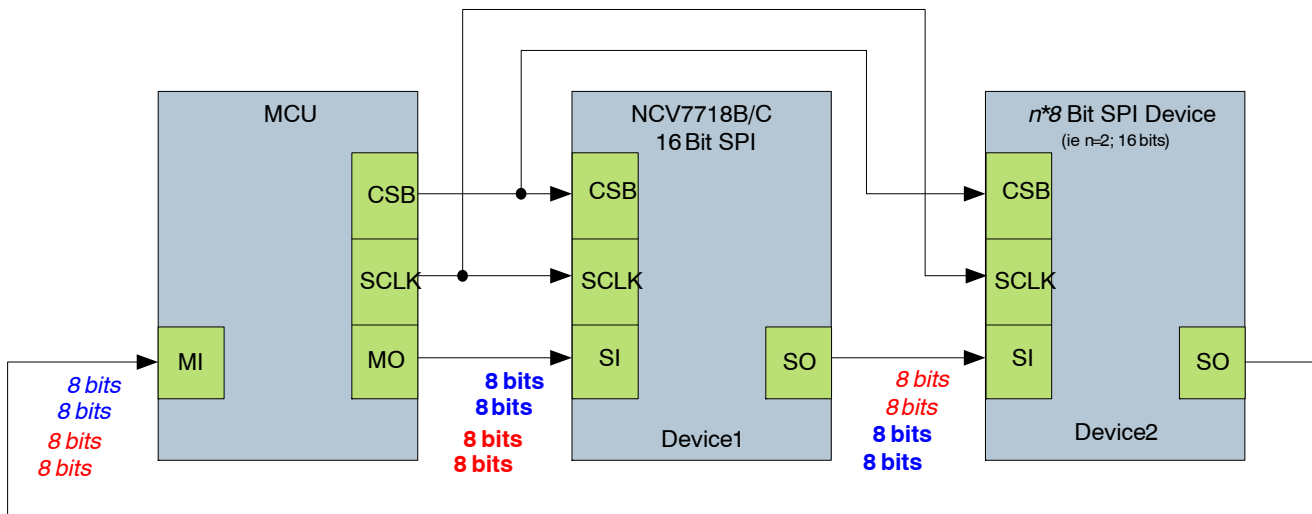 MCU
CSB
SCLK
MO
MI
8 bits
8 bits
8 bits
8 bits
8 bits
8 bits
8 bits
8 bits
NCV7718B/C
16 Bit SPI
CSB
SCLK
SI
SO
Device1
8 bits
8 bits
8 bits
8 bits
n*8 Bit SPI Device
(ie n=2; 16 bits)
CSB
SCLK
SI
SO
Device2